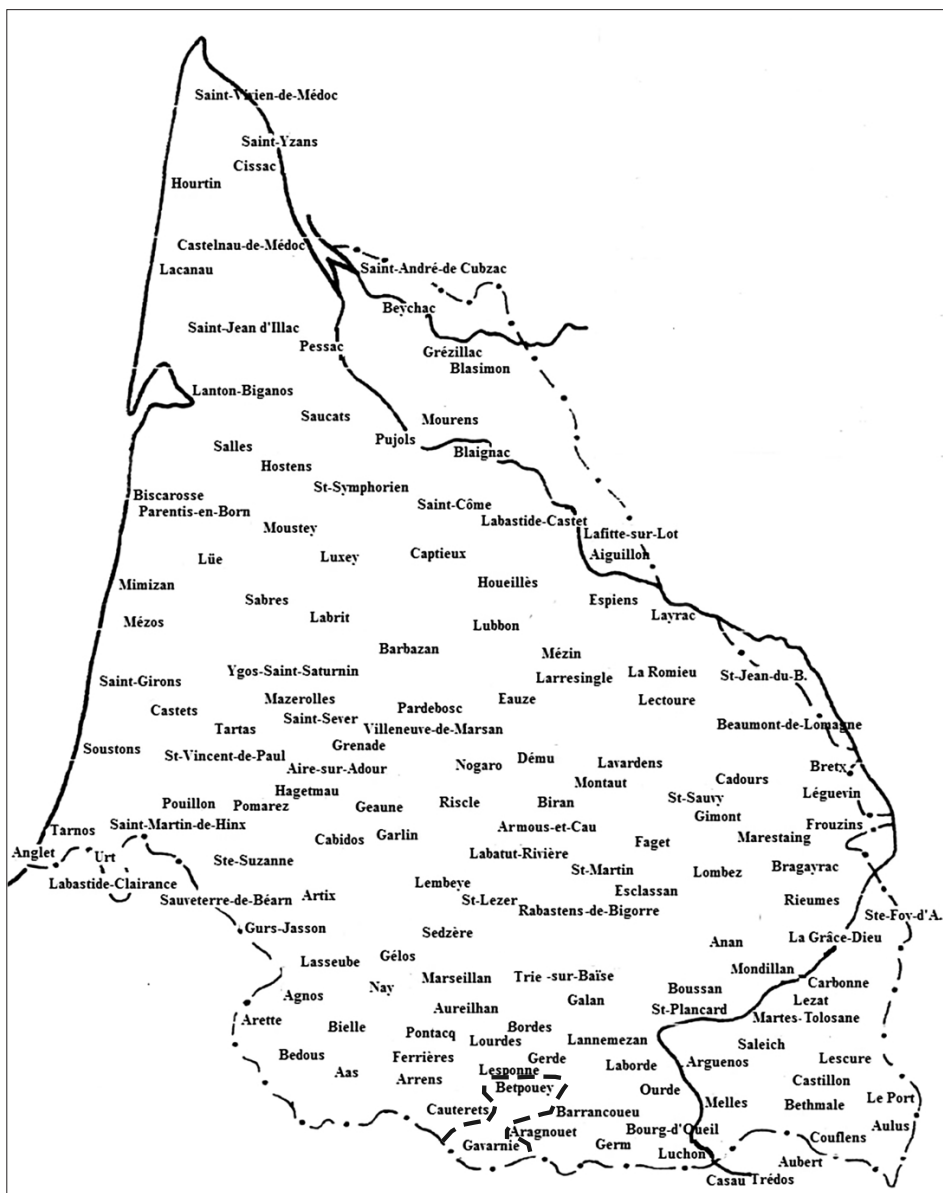 Saint-Vivien-de-Médoc
Saint-Yzans
Cissac
Hourtin
Castelnau-de-Médoc
Lacanau
Saint-André-de Cubzac
Beychac
Saint-Jean d'Illac
Pessac
Grézillac
Blasimon
Lanton-Biganos
Saucats
Mourens
Pujols
Salles
Blaignac
Hostens
St-Symphorien
Biscarosse
Parentis-en-Born
Saint-Côme
Labastide-Castet
Moustey
Lafitte-sur-Lot
Lüe
Luxey
Captieux
Aiguillon
Mimizan
Houeillès
Sabres
Espiens
Mézos
Labrit
Lubbon
Layrac
Barbazan
Mézin
Saint-Girons
Ygos-Saint-Saturnin
Larresingle
La Romieu
St-Jean-du-B.
Castets
Mazerolles
Pardebosc
Eauze
Lectoure
Saint-Sever
Tartas
Villeneuve-de-Marsan
Beaumont-de-Lomagne
Soustons
St-Vincent-de-Paul
Grenade
Aire-sur-Adour
Nogaro
Dému
Lavardens
Bretx
Montaut
Cadours
Hagetmau
Léguevin
Pouillon
Pomarez
Geaune
Riscle
Biran
St-Sauvy
Gimont
Tarnos
Saint-Martin-de-Hinx
Cabidos
Garlin
Armous-et-Cau
Faget
Marestaing
Frouzins
Anglet
Urt
Ste-Suzanne
Labatut-Rivière
St-Martin
Lombez
Bragayrac
Labastide-Clairance
Sauveterre-de-Béarn
Artix
Lembeye
St-Lezer
Esclassan
Rabastens-de-Bigorre
Rieumes
Ste-Foy-d'A.
Gurs-Jasson
Sedzère
Anan
La Grâce-Dieu
Lasseube
Gélos
Marseillan
Trie -sur-Baïse
Mondillan
Agnos
Nay
Galan
Boussan
Carbonne
Lezat
Arette
Bielle
Aureilhan
St-Plancard
Martes-Tolosane
Pontacq
Bordes
Lourdes
Lannemezan
Saleich
Bedous
Aas
Ferrières
Gerde
Laborde
Arguenos
Lescure
Arrens
Lesponne
Betpouey
Ourde
Castillon
Cauterets
Barrancoueu
Melles
Bethmale
Le Port
Aragnouet
Bourg-d'Oueil
Aulus
Gavarnie
Germ
Luchon
Couflens
Aubert
Casau Trédos